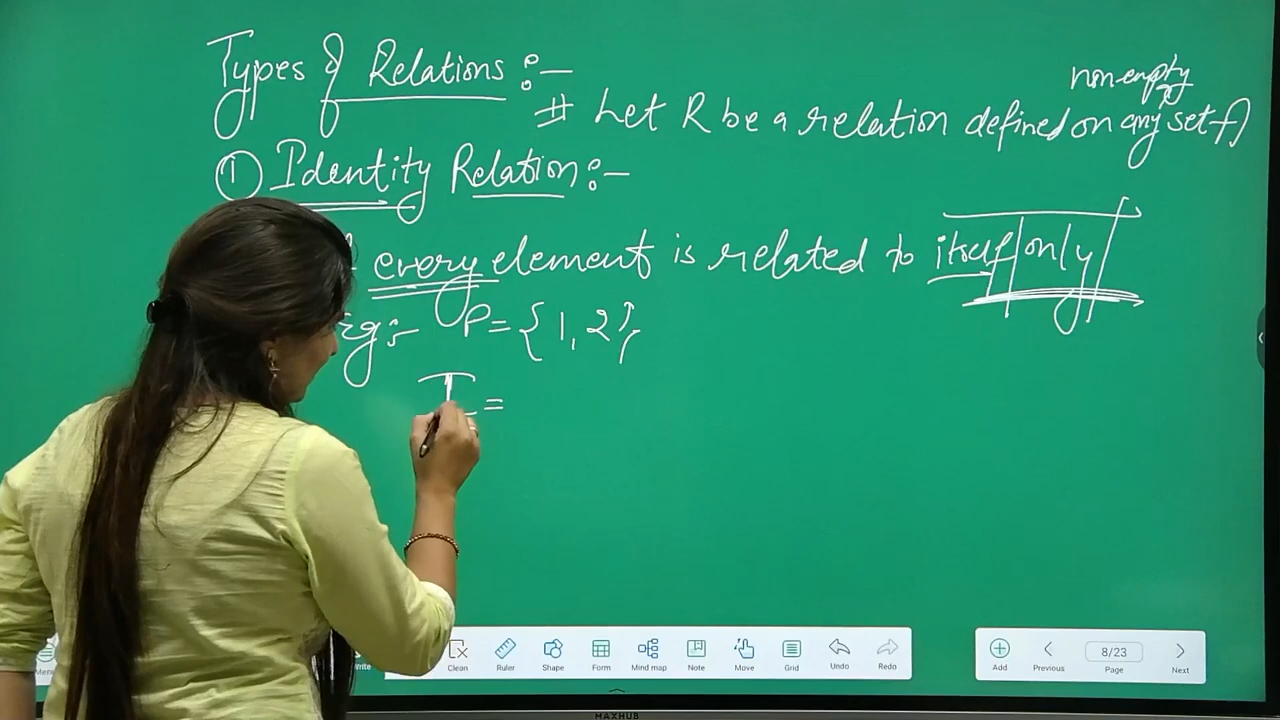 Types of Relations :-
non-empty
# Let R be a relation defined on any set A
① Identity Relation :-
every element is related to itself only
Eg:- P = { 1, 2 }
I =
Write
Clean
Ruler
Shape
Form
Mind map
Note
Move
Grid
Undo
Redo
Add
Previous
8/23
Page
Next
MAXHUB